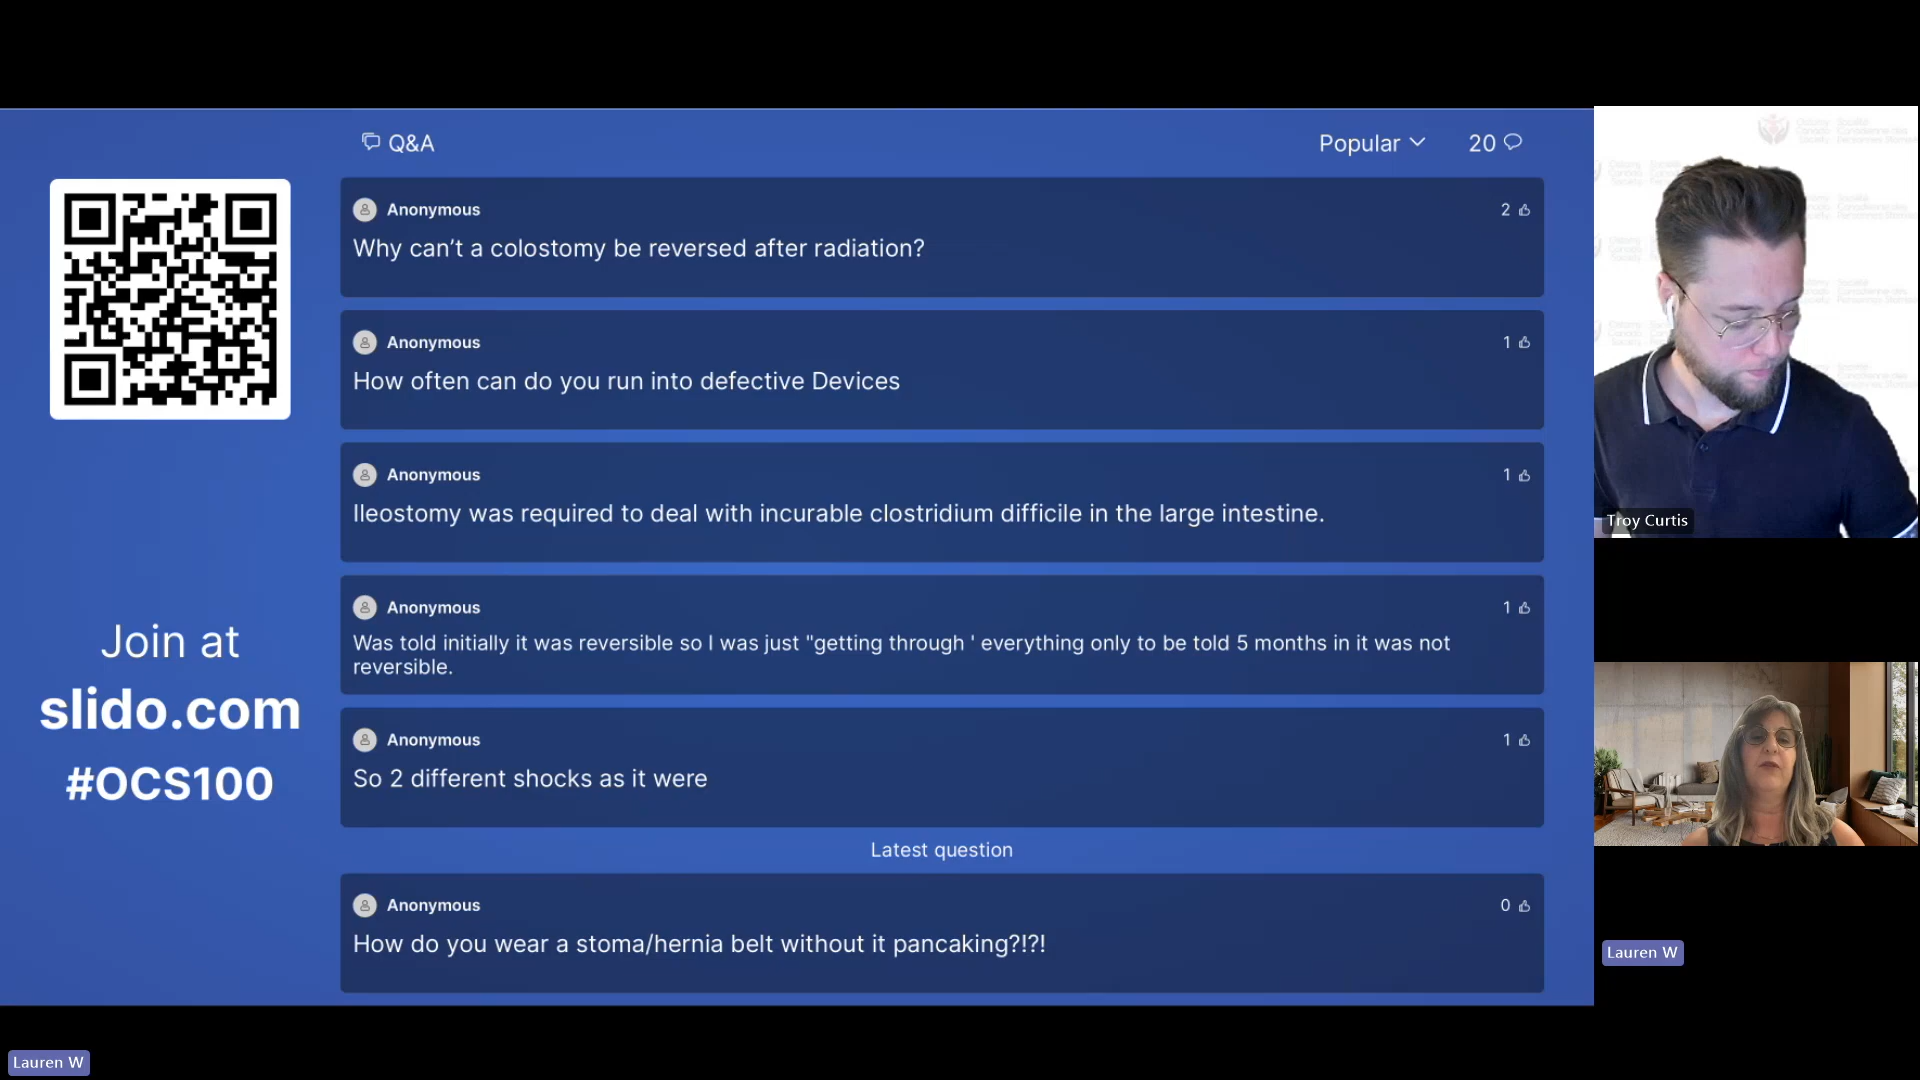 Q&A
Popular
20
Anonymous
2
Why can’t a colostomy be reversed after radiation?
Anonymous
1
How often can do you run into defective Devices
Anonymous
1
Ileostomy was required to deal with incurable clostridium difficile in the large intestine.
Anonymous
1
Was told initially it was reversible so I was just "getting through ' everything only to be told 5 months in it was not
reversible.
Anonymous
1
So 2 different shocks as it were
Latest question
Anonymous
0
How do you wear a stoma/hernia belt without it pancaking?!?!
Join at
slido.com
#OCS100
Troy Curtis
Lauren W
Lauren W